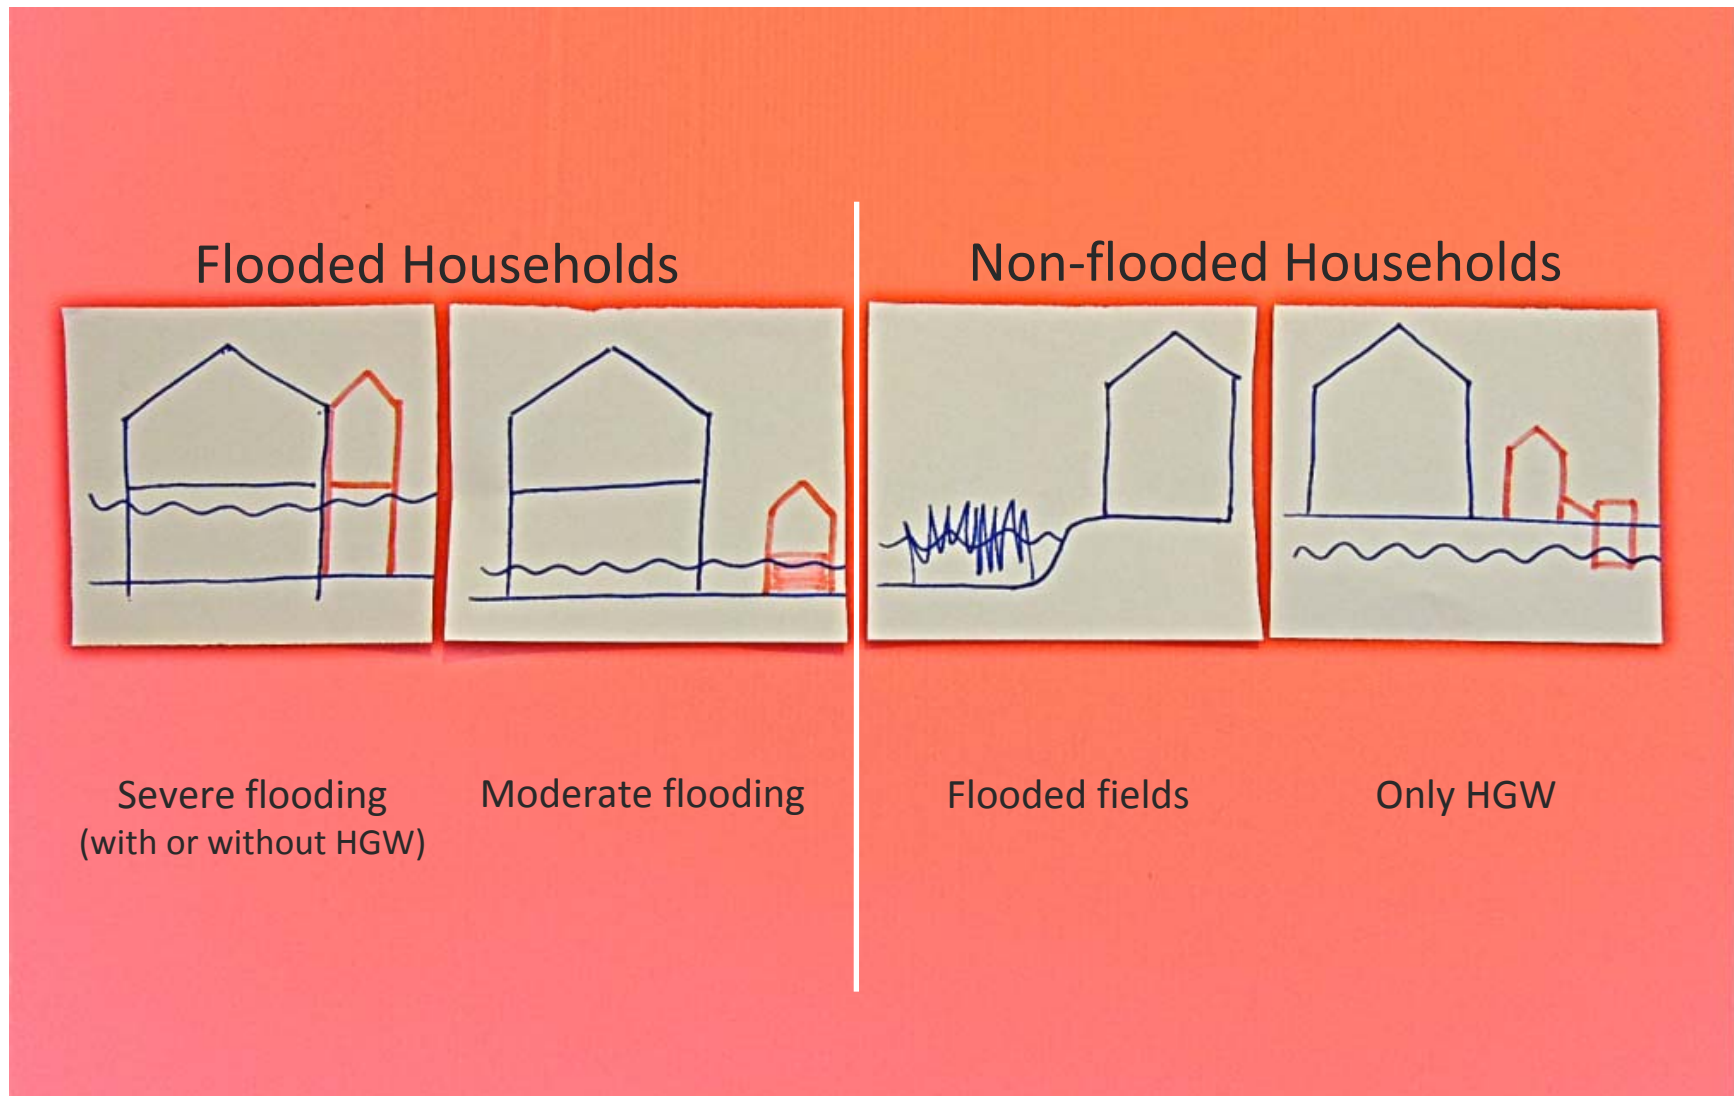 Flooded Households
Non-flooded Households
Severe flooding
(with or without HGW)
Moderate flooding
Flooded fields
Only HGW